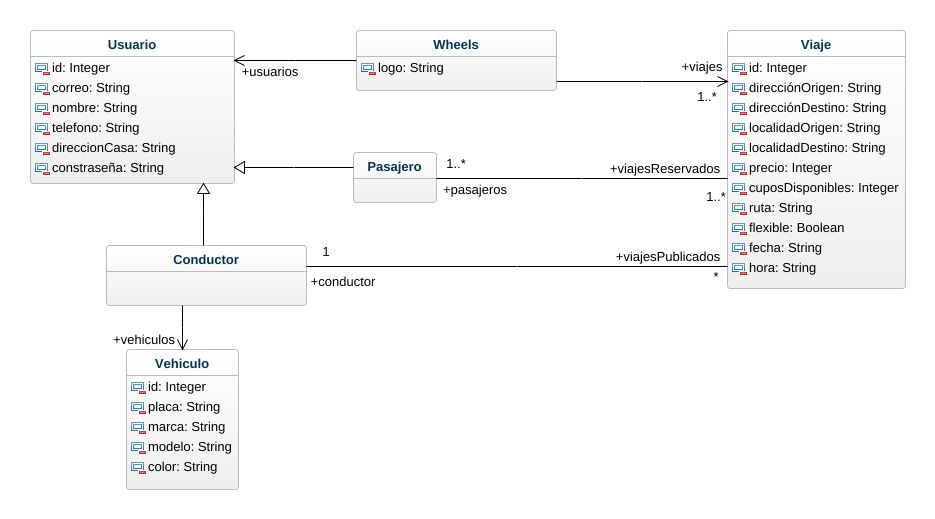 Usuario
id: Integer
correo: String
nombre: String
telefono: String
direccionCasa: String
constraseña: String
Wheels
logo: String
+usuarios
+viajes
1..*
Viaje
id: Integer
direcciónOrigen: String
direcciónDestino: String
localidadOrigen: String
localidadDestino: String
precio: Integer
cuposDisponibles: Integer
ruta: String
flexible: Boolean
fecha: String
hora: String
Pasajero
1..*
+pasajeros
+viajesReservados
1..*
Conductor
1
+conductor
+viajesPublicados
*
+vehiculos
Vehiculo
id: Integer
placa: String
marca: String
modelo: String
color: String